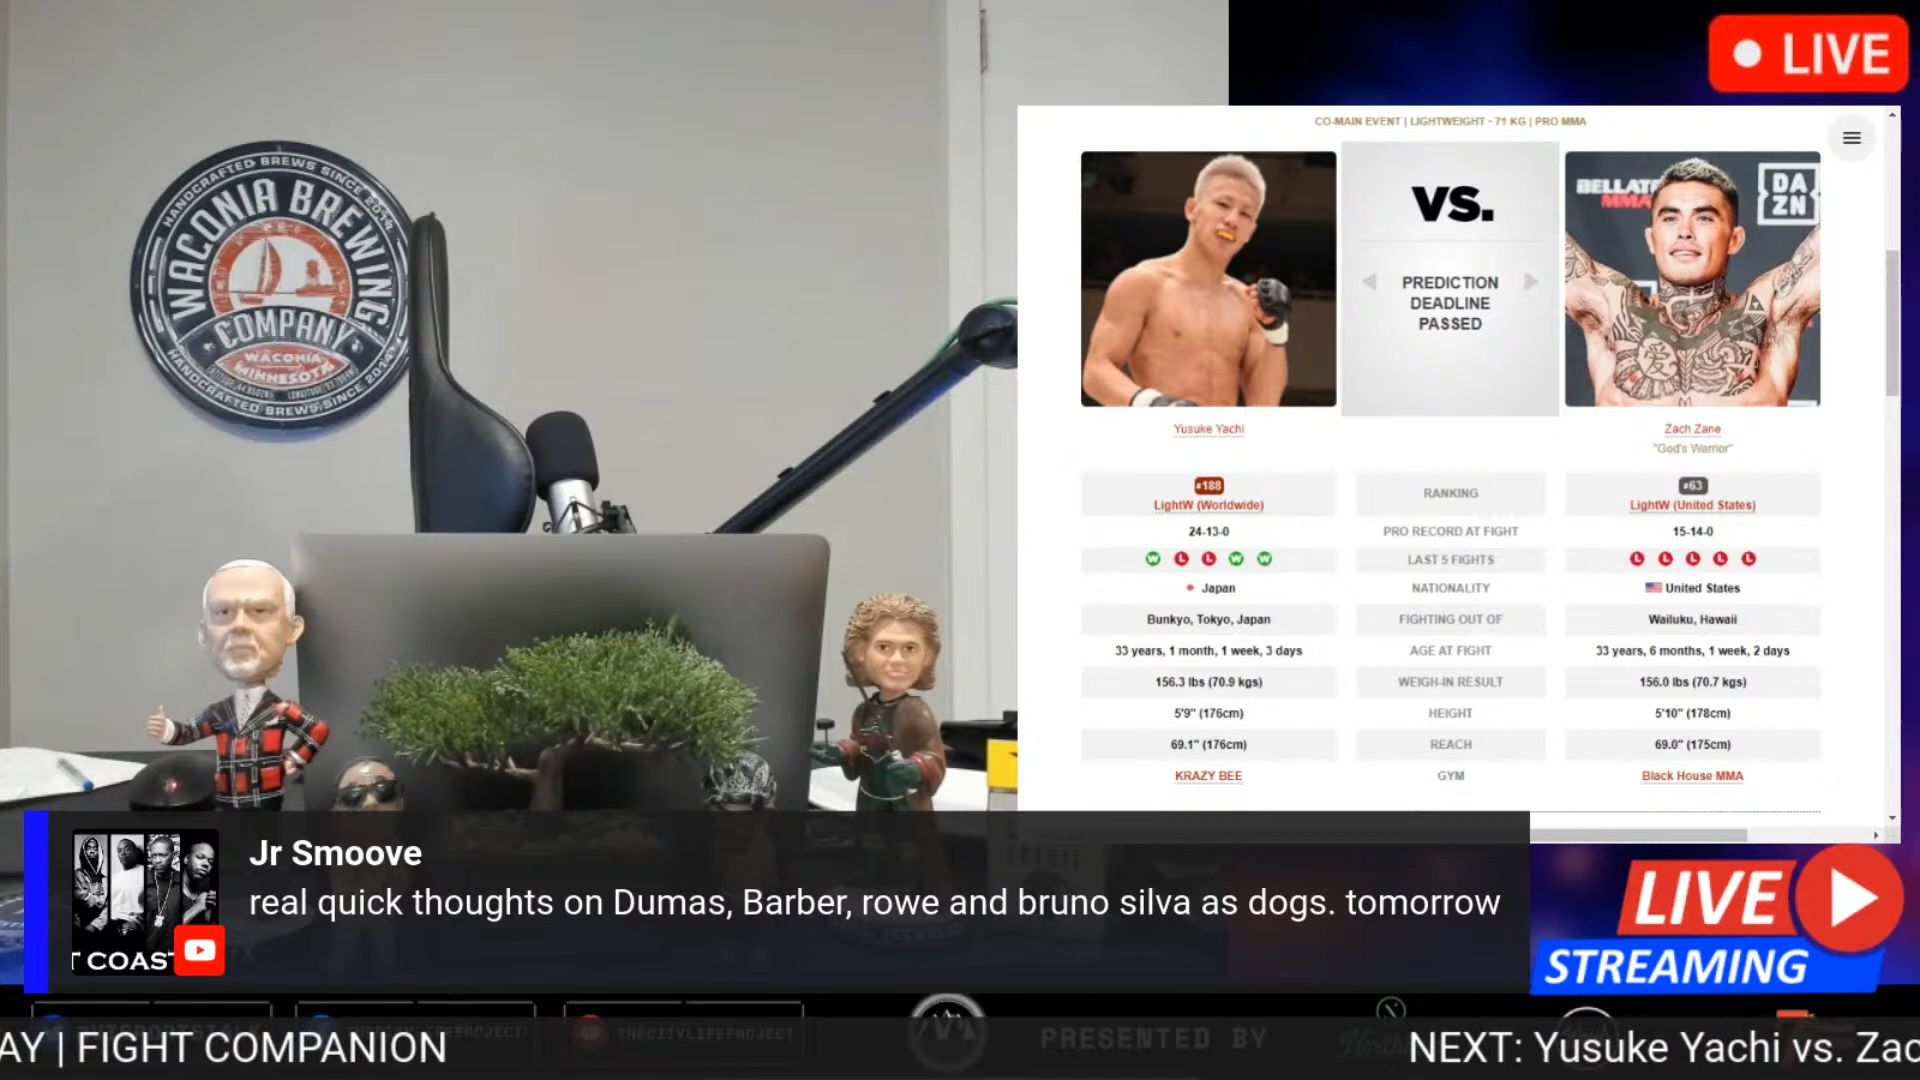 LIVE
CO-MAIN EVENT | LIGHTWEIGHT · 71 KG | PRO MMA
HANDCRAFTED BREWS SINCE 2014
WACONIA BREWING
COMPANY
WACONIA
MINNESOTA
HANDCRAFTED BREWS SINCE 2014
VS.
PREDICTION
DEADLINE
PASSED
MMA
DA
ZN
Yusuke Yachi
Zach Zane
"God's Warrior"
#188
LightW (Worldwide)
RANKING
#63
LightW (United States)
24-13-0
PRO RECORD AT FIGHT
15-14-0
W L L W W
LAST 5 FIGHTS
L L L L L
Japan
NATIONALITY
United States
Bunkyo, Tokyo, Japan
FIGHTING OUT OF
Wailuku, Hawaii
33 years, 1 month, 1 week, 3 days
AGE AT FIGHT
33 years, 6 months, 1 week, 2 days
156.3 lbs (70.9 kgs)
WEIGH-IN RESULT
156.0 lbs (70.7 kgs)
5'9" (176cm)
HEIGHT
5'10" (178cm)
69.1" (176cm)
REACH
69.0" (175cm)
KRAZY BEE
GYM
Black House MMA
Jr Smoove
real quick thoughts on Dumas, Barber, rowe and bruno silva as dogs. tomorrow
T COAST
LIVE
STREAMING
THECITYLIFEPROJECT
PRESENTED BY
AY | FIGHT COMPANION
NEXT: Yusuke Yachi vs. Zac